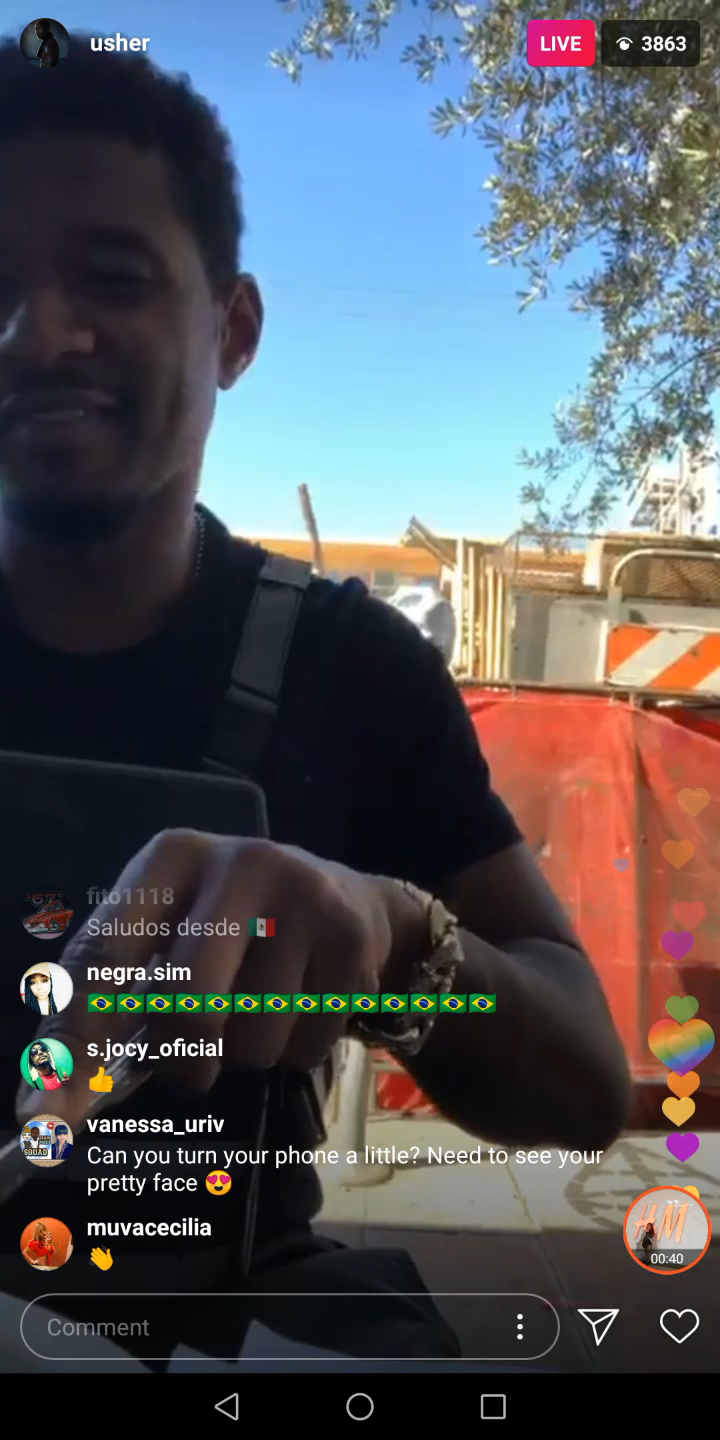 usher
LIVE
3863
fito1118
Saludos desde 🇲🇽
negra.sim
🇧🇷🇧🇷🇧🇷🇧🇷🇧🇷🇧🇷🇧🇷🇧🇷🇧🇷🇧🇷🇧🇷🇧🇷🇧🇷🇧🇷
s.jocy_oficial
👍
vanessa_uriv
Can you turn your phone a little? Need to see your
pretty face 😍
muvacecilia
👋
HM
00:40
Comment